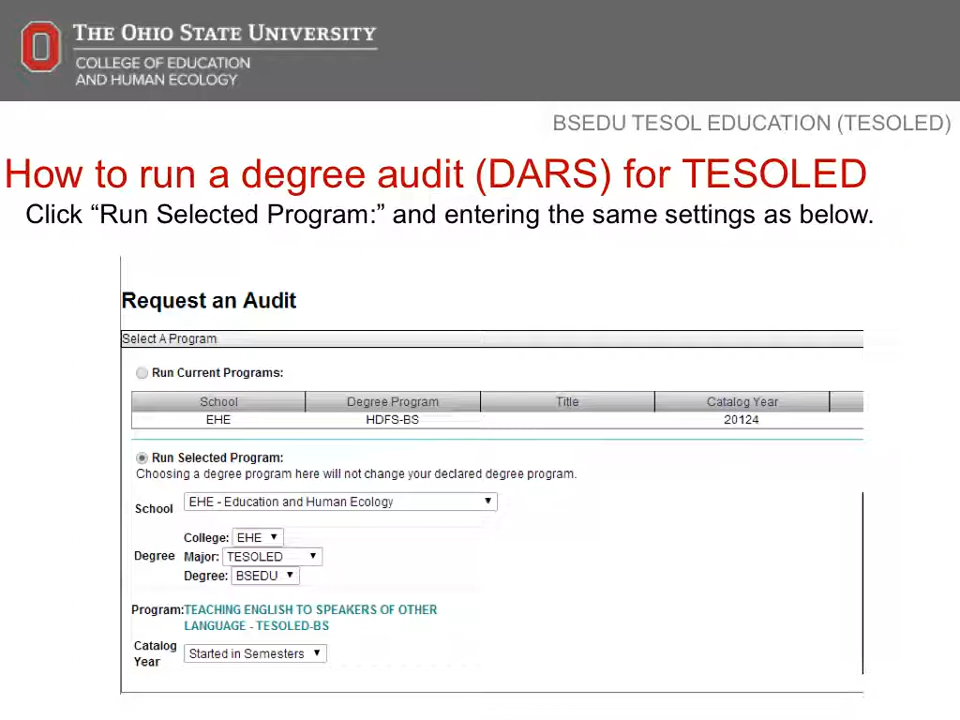 THE OHIO STATE UNIVERSITY
COLLEGE OF EDUCATION
AND HUMAN ECOLOGY
BSEDU TESOL EDUCATION (TESOLED)
How to run a degree audit (DARS) for TESOLED
Click “Run Selected Program:” and entering the same settings as below.
Request an Audit
Select A Program
Run Current Programs:
School Degree Program Title Catalog Year
EHE HDFS-BS 20124
Run Selected Program:
Choosing a degree program here will not change your declared degree program.
School EHE - Education and Human Ecology
College: EHE
Degree Major: TESOLED
Degree: BSEDU
Program:TEACHING ENGLISH TO SPEAKERS OF OTHER
LANGUAGE - TESOLED-BS
Catalog
Year Started in Semesters